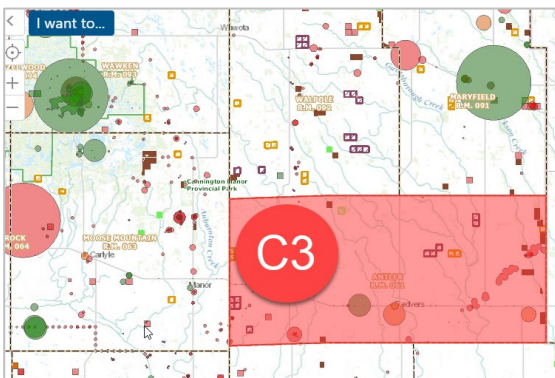 I want to...
Wawota
WAWKEN
R.M. 093
WALPOLE
R.M. 092
MARYFIELD
R.M. 091
Cannington Manor
Provincial Park
MOOSE MOUNTAIN
R.M. 063
Carlyle
Manor
ROCK
064
C3
ANTLER
R.M. 061
Redvers